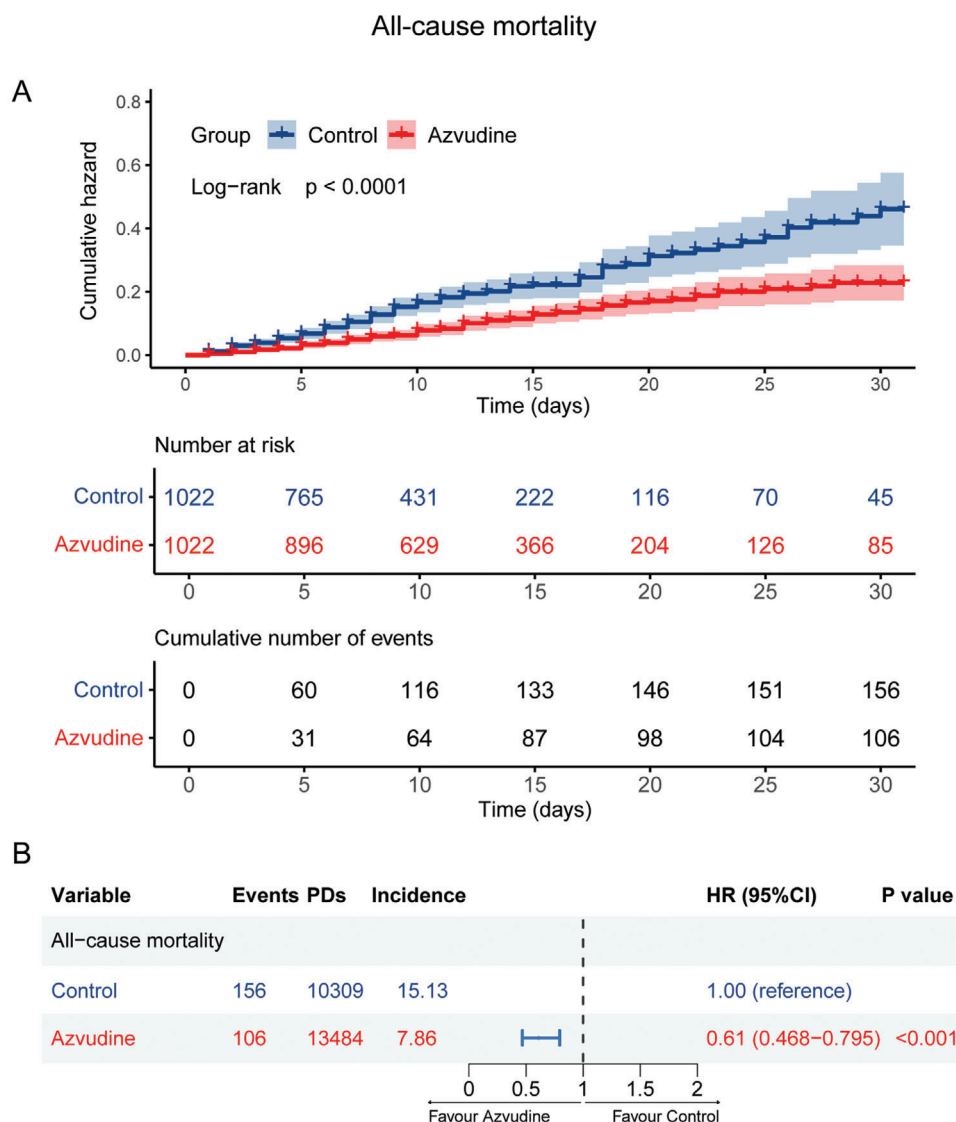 All-cause mortality
A
Cumulative hazard
0.8
0.6
0.4
0.2
0.0
Group Control Azvudine
Log-rank p < 0.0001
0 5 10 15 20 25 30
Time (days)
Number at risk
Control 1022 765 431 222 116 70 45
Azvudine 1022 896 629 366 204 126 85
0 5 10 15 20 25 30
Cumulative number of events
Control 0 60 116 133 146 151 156
Azvudine 0 31 64 87 98 104 106
0 5 10 15 20 25 30
Time (days)
B
Variable Events PDs Incidence HR (95%CI) P value
All-cause mortality
Control 156 10309 15.13 1.00 (reference)
Azvudine 106 13484 7.86 0.61 (0.468-0.795) <0.001
0 0.5 1 1.5 2
Favour Azvudine Favour Control